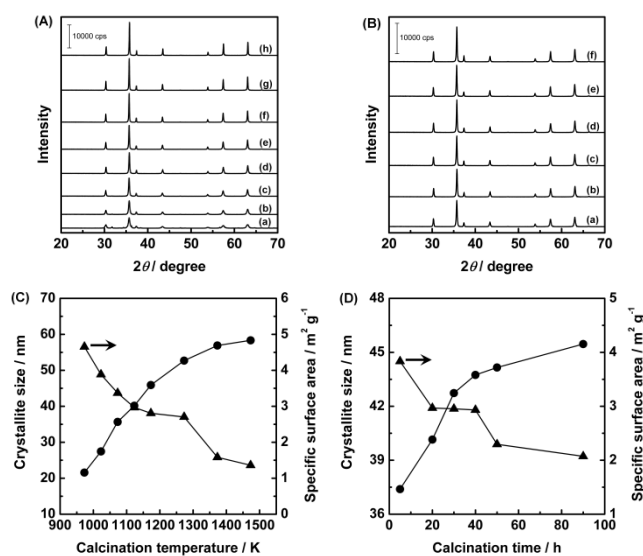 (A)
10000 cps
(h)
(g)
(f)
(e)
(d)
(c)
(b)
(a)
Intensity
20 30 40 50 60 70
2θ / degree
(B)
10000 cps
(f)
(e)
(d)
(c)
(b)
(a)
Intensity
20 30 40 50 60 70
2θ / degree
(C)
Crystallite size / nm
70
60
50
40
30
20
10
6
5
4
3
2
1
0
Specific surface area / m² g⁻¹
900 1000 1100 1200 1300 1400 1500
Calcination temperature / K
(D)
Crystallite size / nm
48
45
42
39
36
5
4
3
2
1
Specific surface area / m² g⁻¹
0 20 40 60 80 100
Calcination time / h